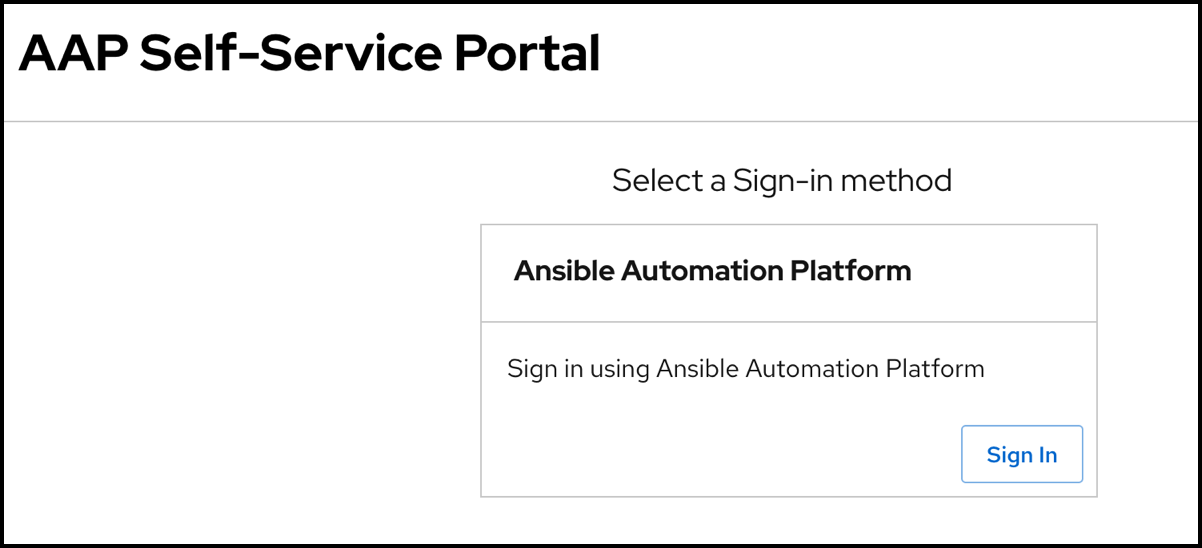 AAP Self-Service Portal
Select a Sign-in method
Ansible Automation Platform
Sign in using Ansible Automation Platform
Sign In